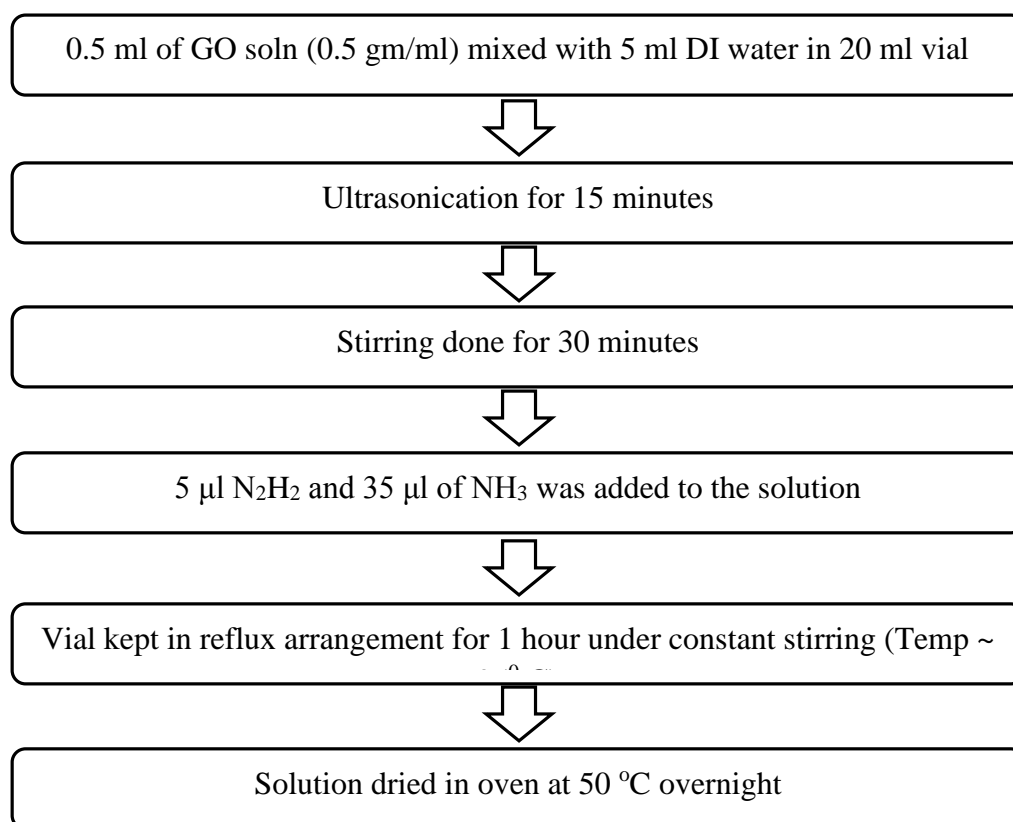 0.5 ml of GO soln (0.5 gm/ml) mixed with 5 ml DI water in 20 ml vial
Ultrasonication for 15 minutes
Stirring done for 30 minutes
5 µl N₂H₂ and 35 µl of NH₃ was added to the solution
Vial kept in reflux arrangement for 1 hour under constant stirring (Temp ~
Solution dried in oven at 50 °C overnight